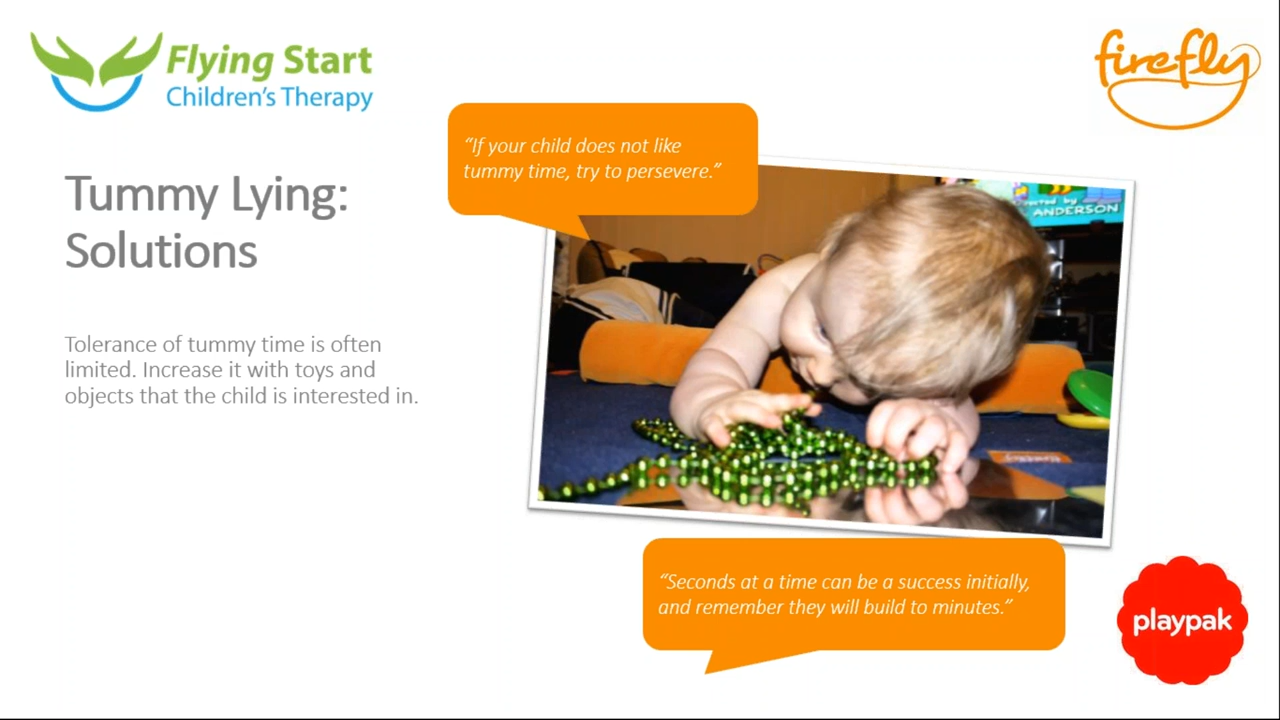 Flying Start
Children's Therapy
firefly
“If your child does not like
tummy time, try to persevere.”
Tummy Lying:
Solutions
ANDERSON
Tolerance of tummy time is often
limited. Increase it with toys and
objects that the child is interested in.
“Seconds at a time can be a success initially,
and remember they will build to minutes.”
playpak